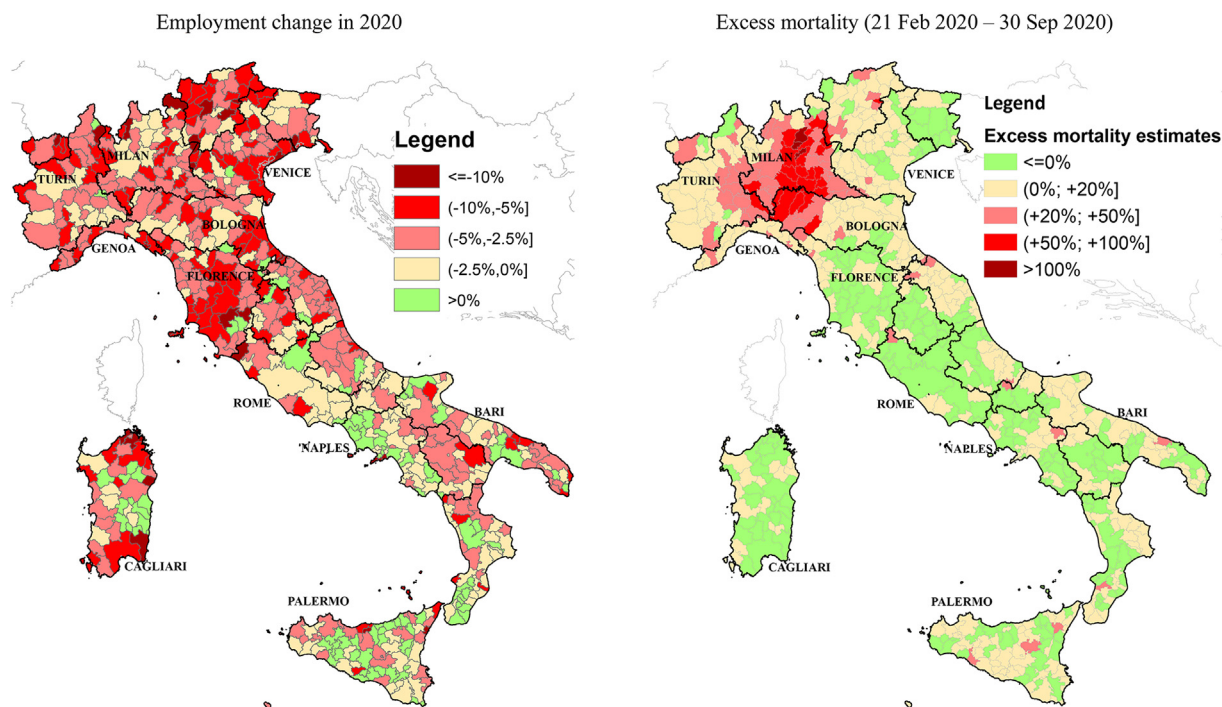 Employment change in 2020
Legend
<=-10%
(-10%,-5%]
(-5%,-2.5%]
(-2.5%,0%]
>0%
MILAN
TURIN
VENICE
BOLOGNA
GENOA
FLORENCE
ROME
BARI
NAPLES
CAGLIARI
PALERMO
Excess mortality (21 Feb 2020 – 30 Sep 2020)
Legend
Excess mortality estimates
<=0%
(0%; +20%]
(+20%; +50%]
(+50%; +100%]
>100%
MILAN
TURIN
VENICE
BOLOGNA
GENOA
FLORENCE
ROME
BARI
NAPLES
CAGLIARI
PALERMO